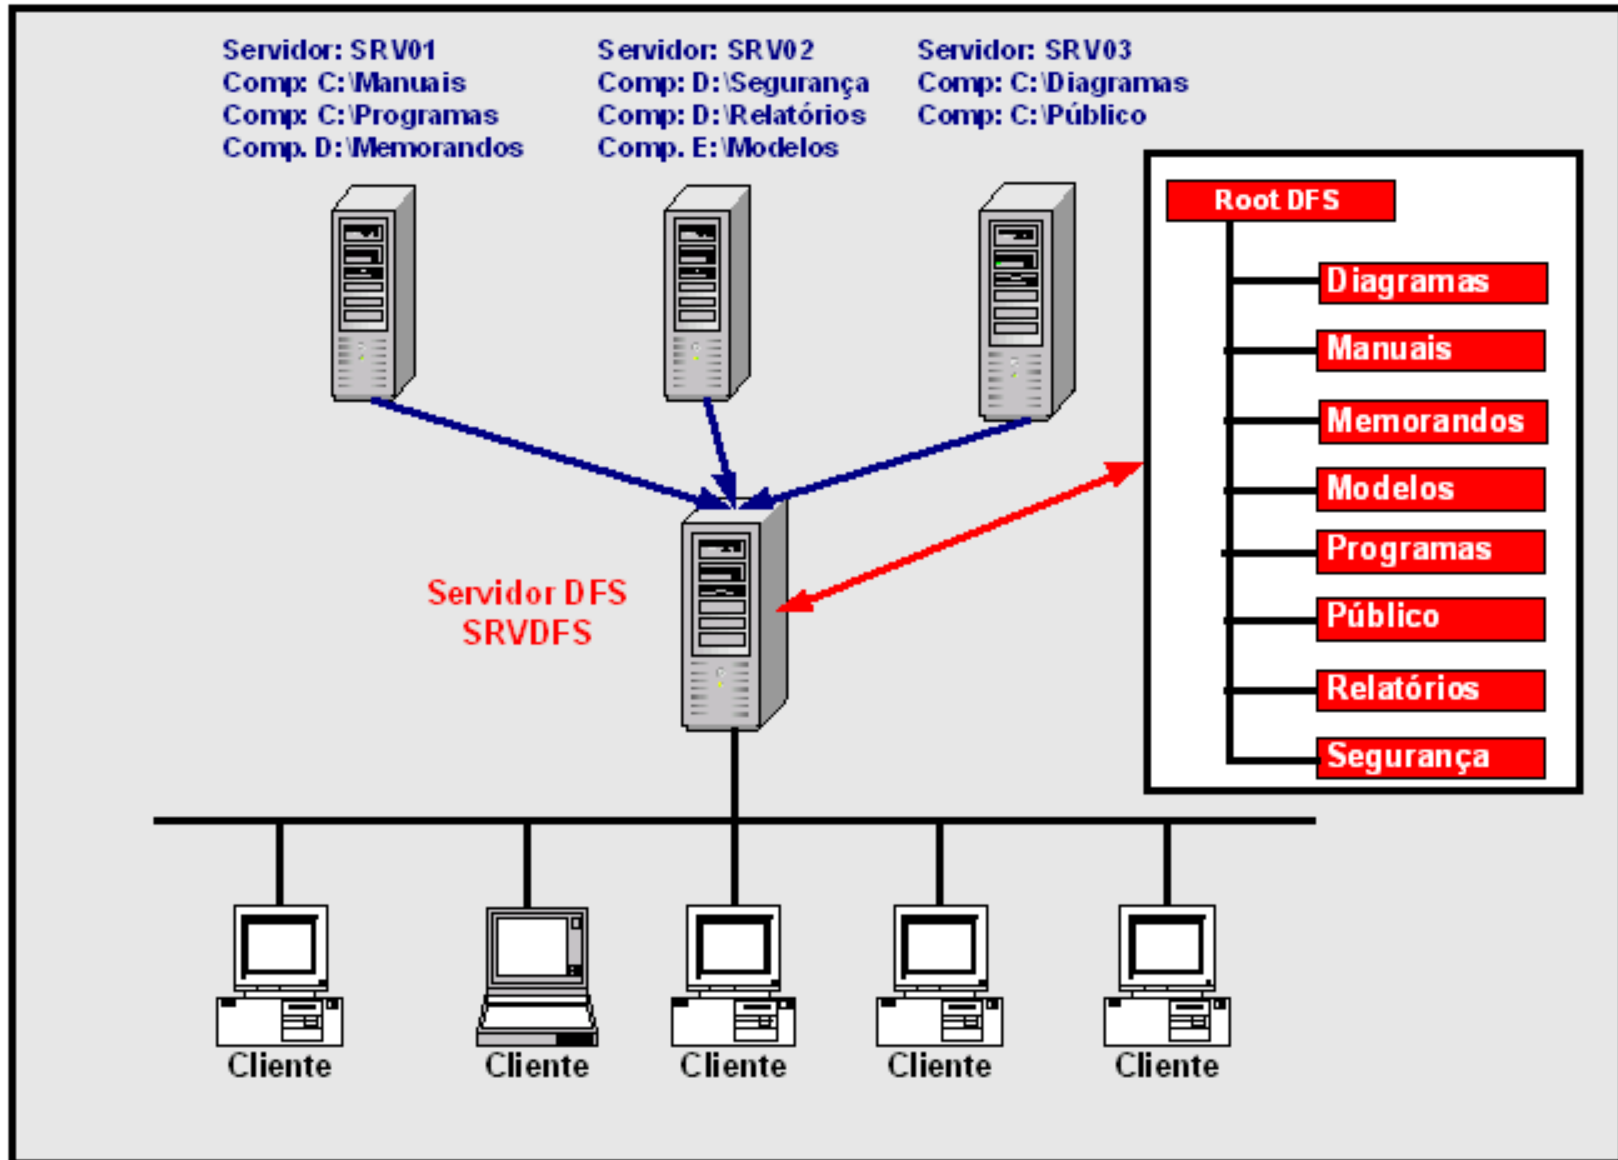 Servidor: SRV01
Comp: C:\Manuais
Comp: C:\Programas
Comp. D:\Memorandos
Servidor: SRV02
Comp: D:\Segurança
Comp: D:\Relatórios
Comp. E:\Modelos
Servidor: SRV03
Comp: C:\Diagramas
Comp: C:\Público
Root DFS
Diagramas
Manuais
Memorandos
Modelos
Programas
Público
Relatórios
Segurança
Servidor DFS
SRVDFS
Cliente
Cliente
Cliente
Cliente
Cliente